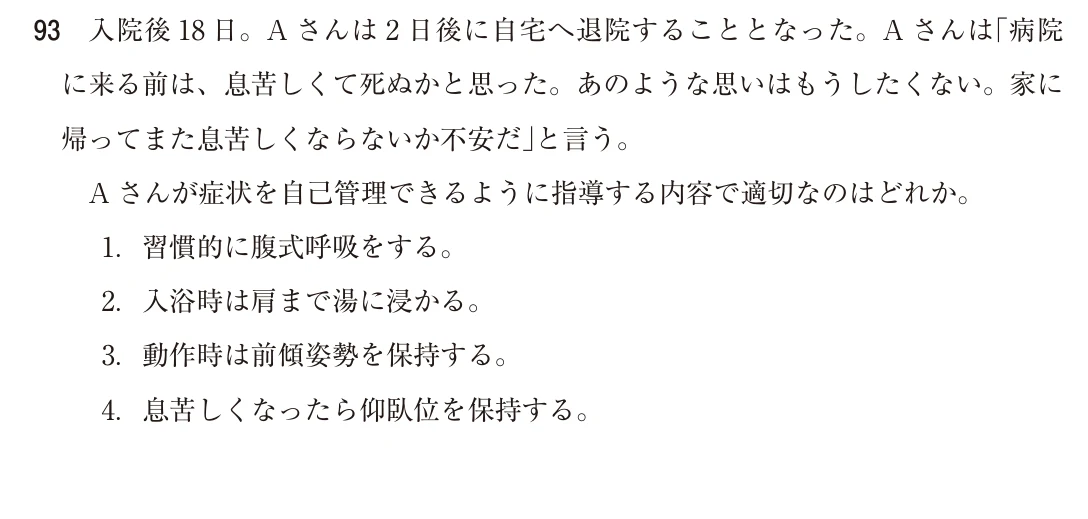 93 入院後 18 日。A さんは 2 日後に自宅へ退院することとなった。A さんは「病院
に来る前は、息苦しくて死ぬかと思った。あのような思いはもうしたくない。家に
帰ってまた息苦しくならないか不安だ」と言う。
A さんが症状を自己管理できるように指導する内容で適切なのはどれか。
1. 習慣的に腹式呼吸をする。
2. 入浴時は肩まで湯に浸かる。
3. 動作時は前傾姿勢を保持する。
4. 息苦しくなったら仰臥位を保持する。